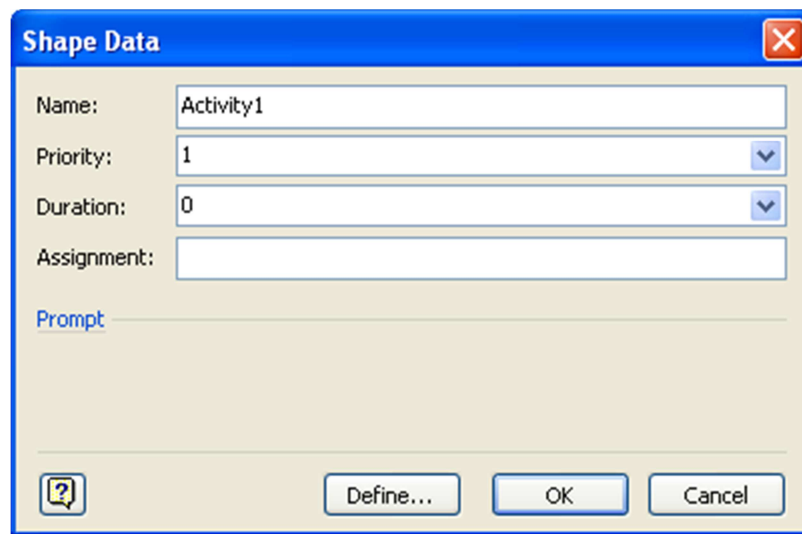 Shape Data
Name: Activity1
Priority: 1
Duration: 0
Assignment:
Prompt
? Define... OK Cancel